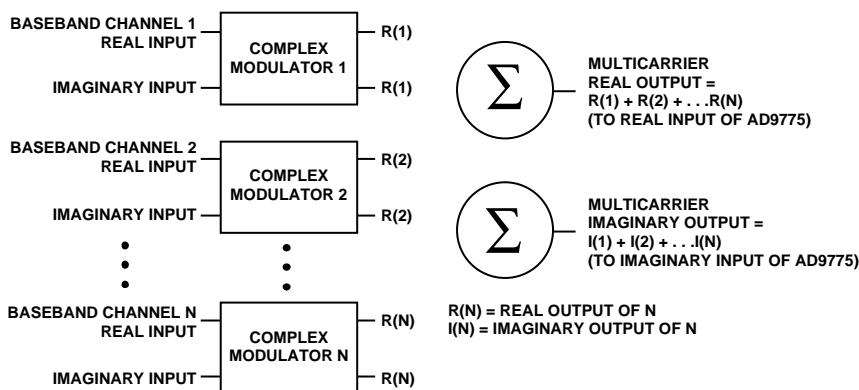 BASEBAND CHANNEL 1
REAL INPUT
IMAGINARY INPUT
COMPLEX
MODULATOR 1
R(1)
R(1)
BASEBAND CHANNEL 2
REAL INPUT
IMAGINARY INPUT
COMPLEX
MODULATOR 2
R(2)
R(2)
BASEBAND CHANNEL N
REAL INPUT
IMAGINARY INPUT
COMPLEX
MODULATOR N
R(N)
R(N)
Σ
MULTICARRIER
REAL OUTPUT =
R(1) + R(2) + . . .R(N)
(TO REAL INPUT OF AD9775)
Σ
MULTICARRIER
IMAGINARY OUTPUT =
I(1) + I(2) + . . .I(N)
(TO IMAGINARY INPUT OF AD9775)
R(N) = REAL OUTPUT OF N
I(N) = IMAGINARY OUTPUT OF N